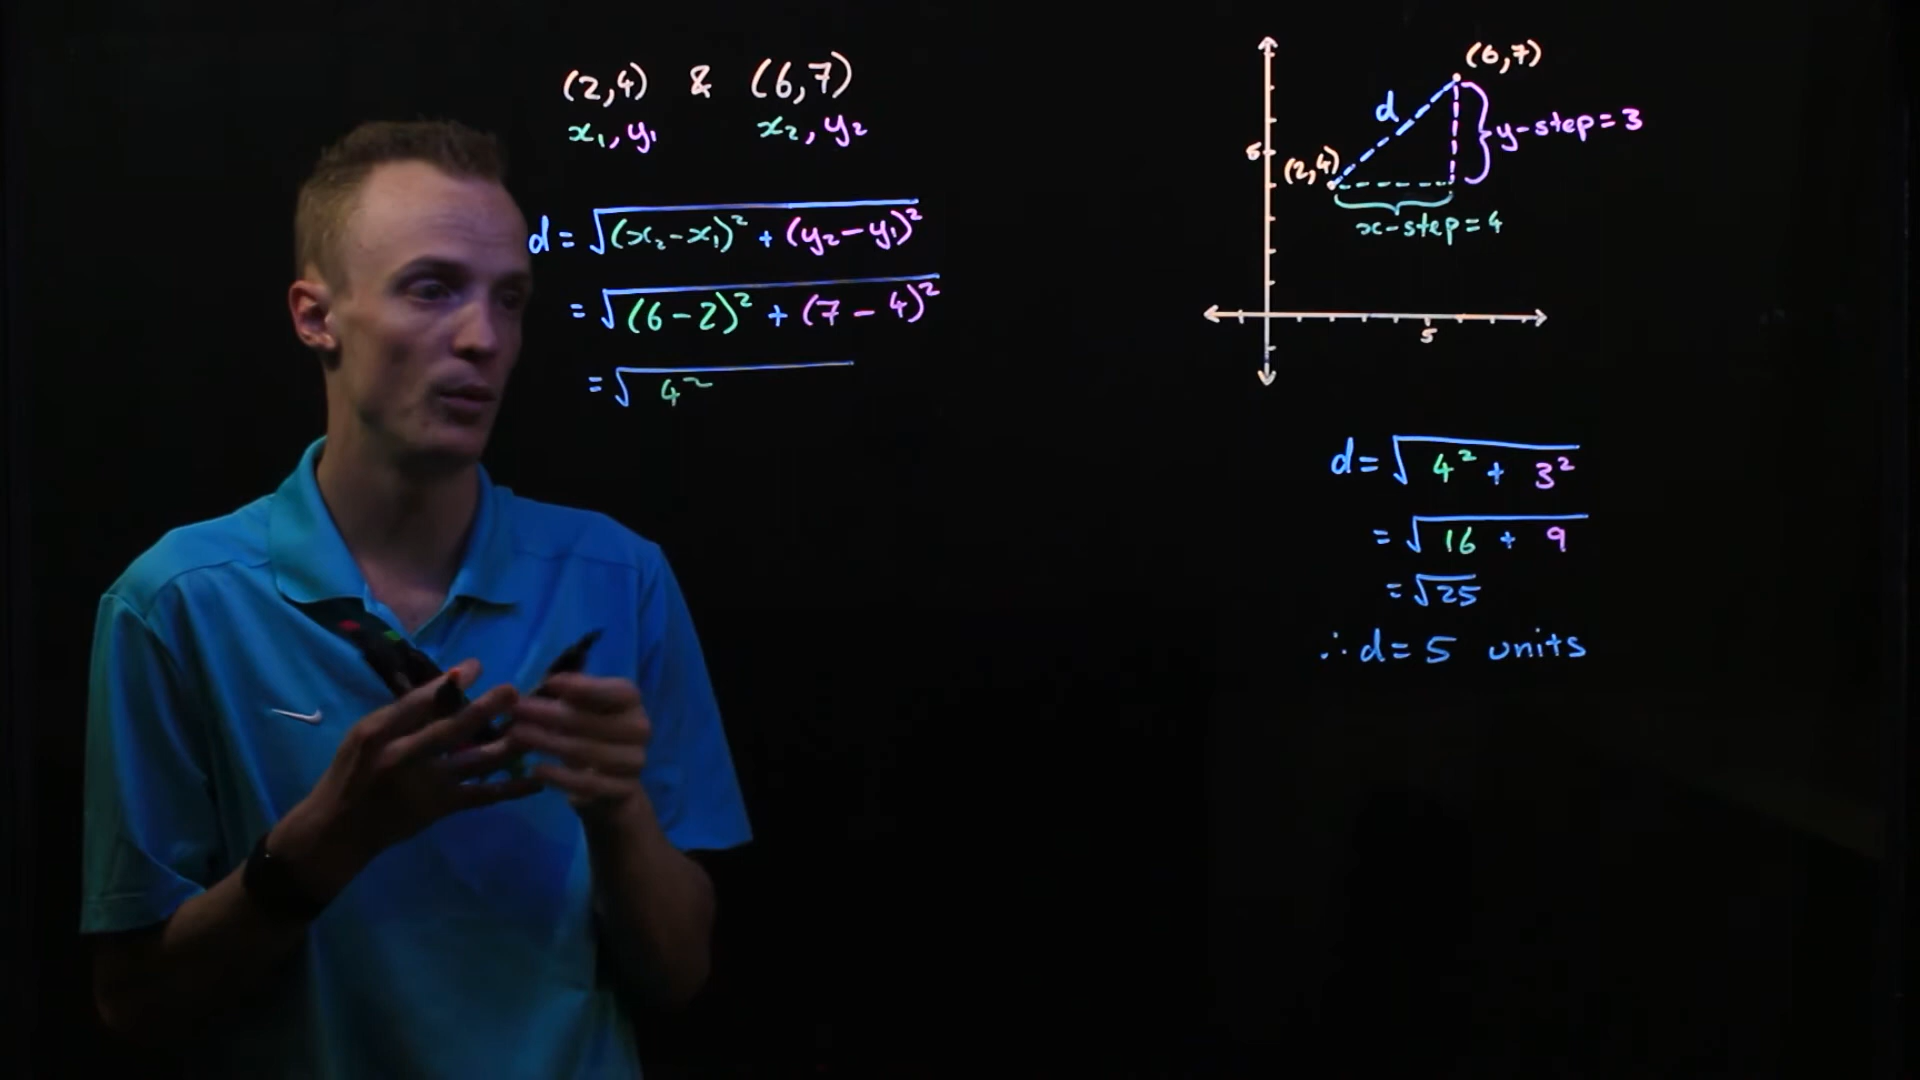 (2,4) & (6,7)
x₁, y₁ x₂, y₂
d = √((x₂-x₁)² + (y₂-y₁)²)
= √((6-2)² + (7-4)²)
= √(4²
(6,7)
d
y-step = 3
5
(2,4)
x-step = 4
5
d = √(4² + 3²)
= √(16 + 9)
= √25
∴ d = 5 units